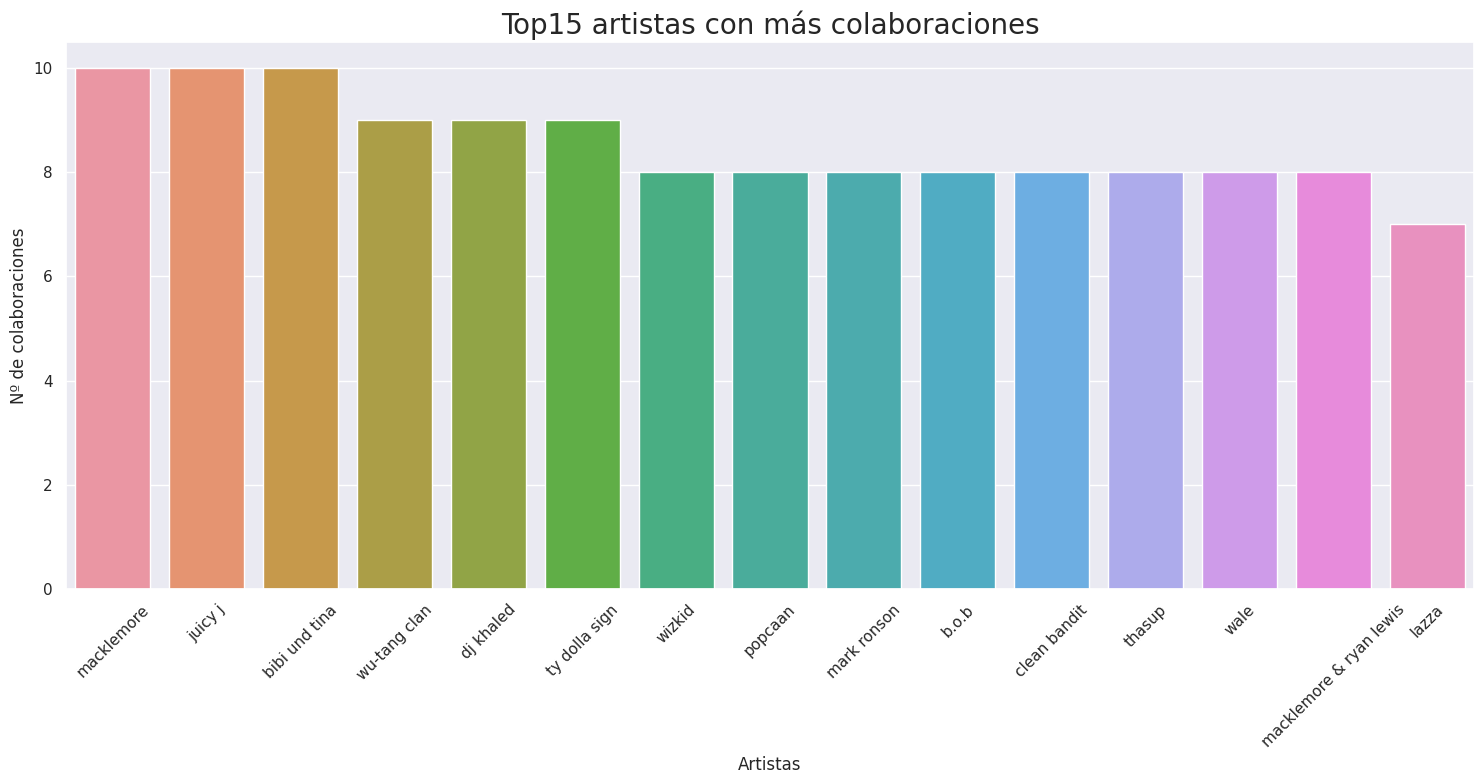 Top15 artistas con más colaboraciones
Nº de colaboraciones
10
8
6
4
2
0
macklemore
juicy j
bibi und tina
wu-tang clan
dj khaled
ty dolla sign
wizkid
popcaan
mark ronson
b.o.b
clean bandit
thasup
wale
macklemore & ryan lewis
lazza
Artistas